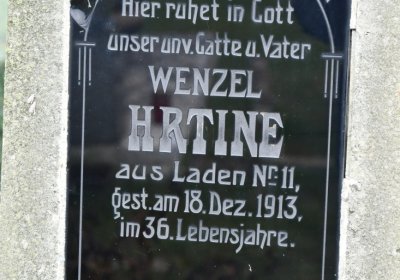 Hier ruhet in Gott
unser unv. Gatte u. Vater
WENZEL
HRTINE
aus Laden Nr. 11,
gest. am 18. Dez. 1913,
im 36. Lebensjahre.